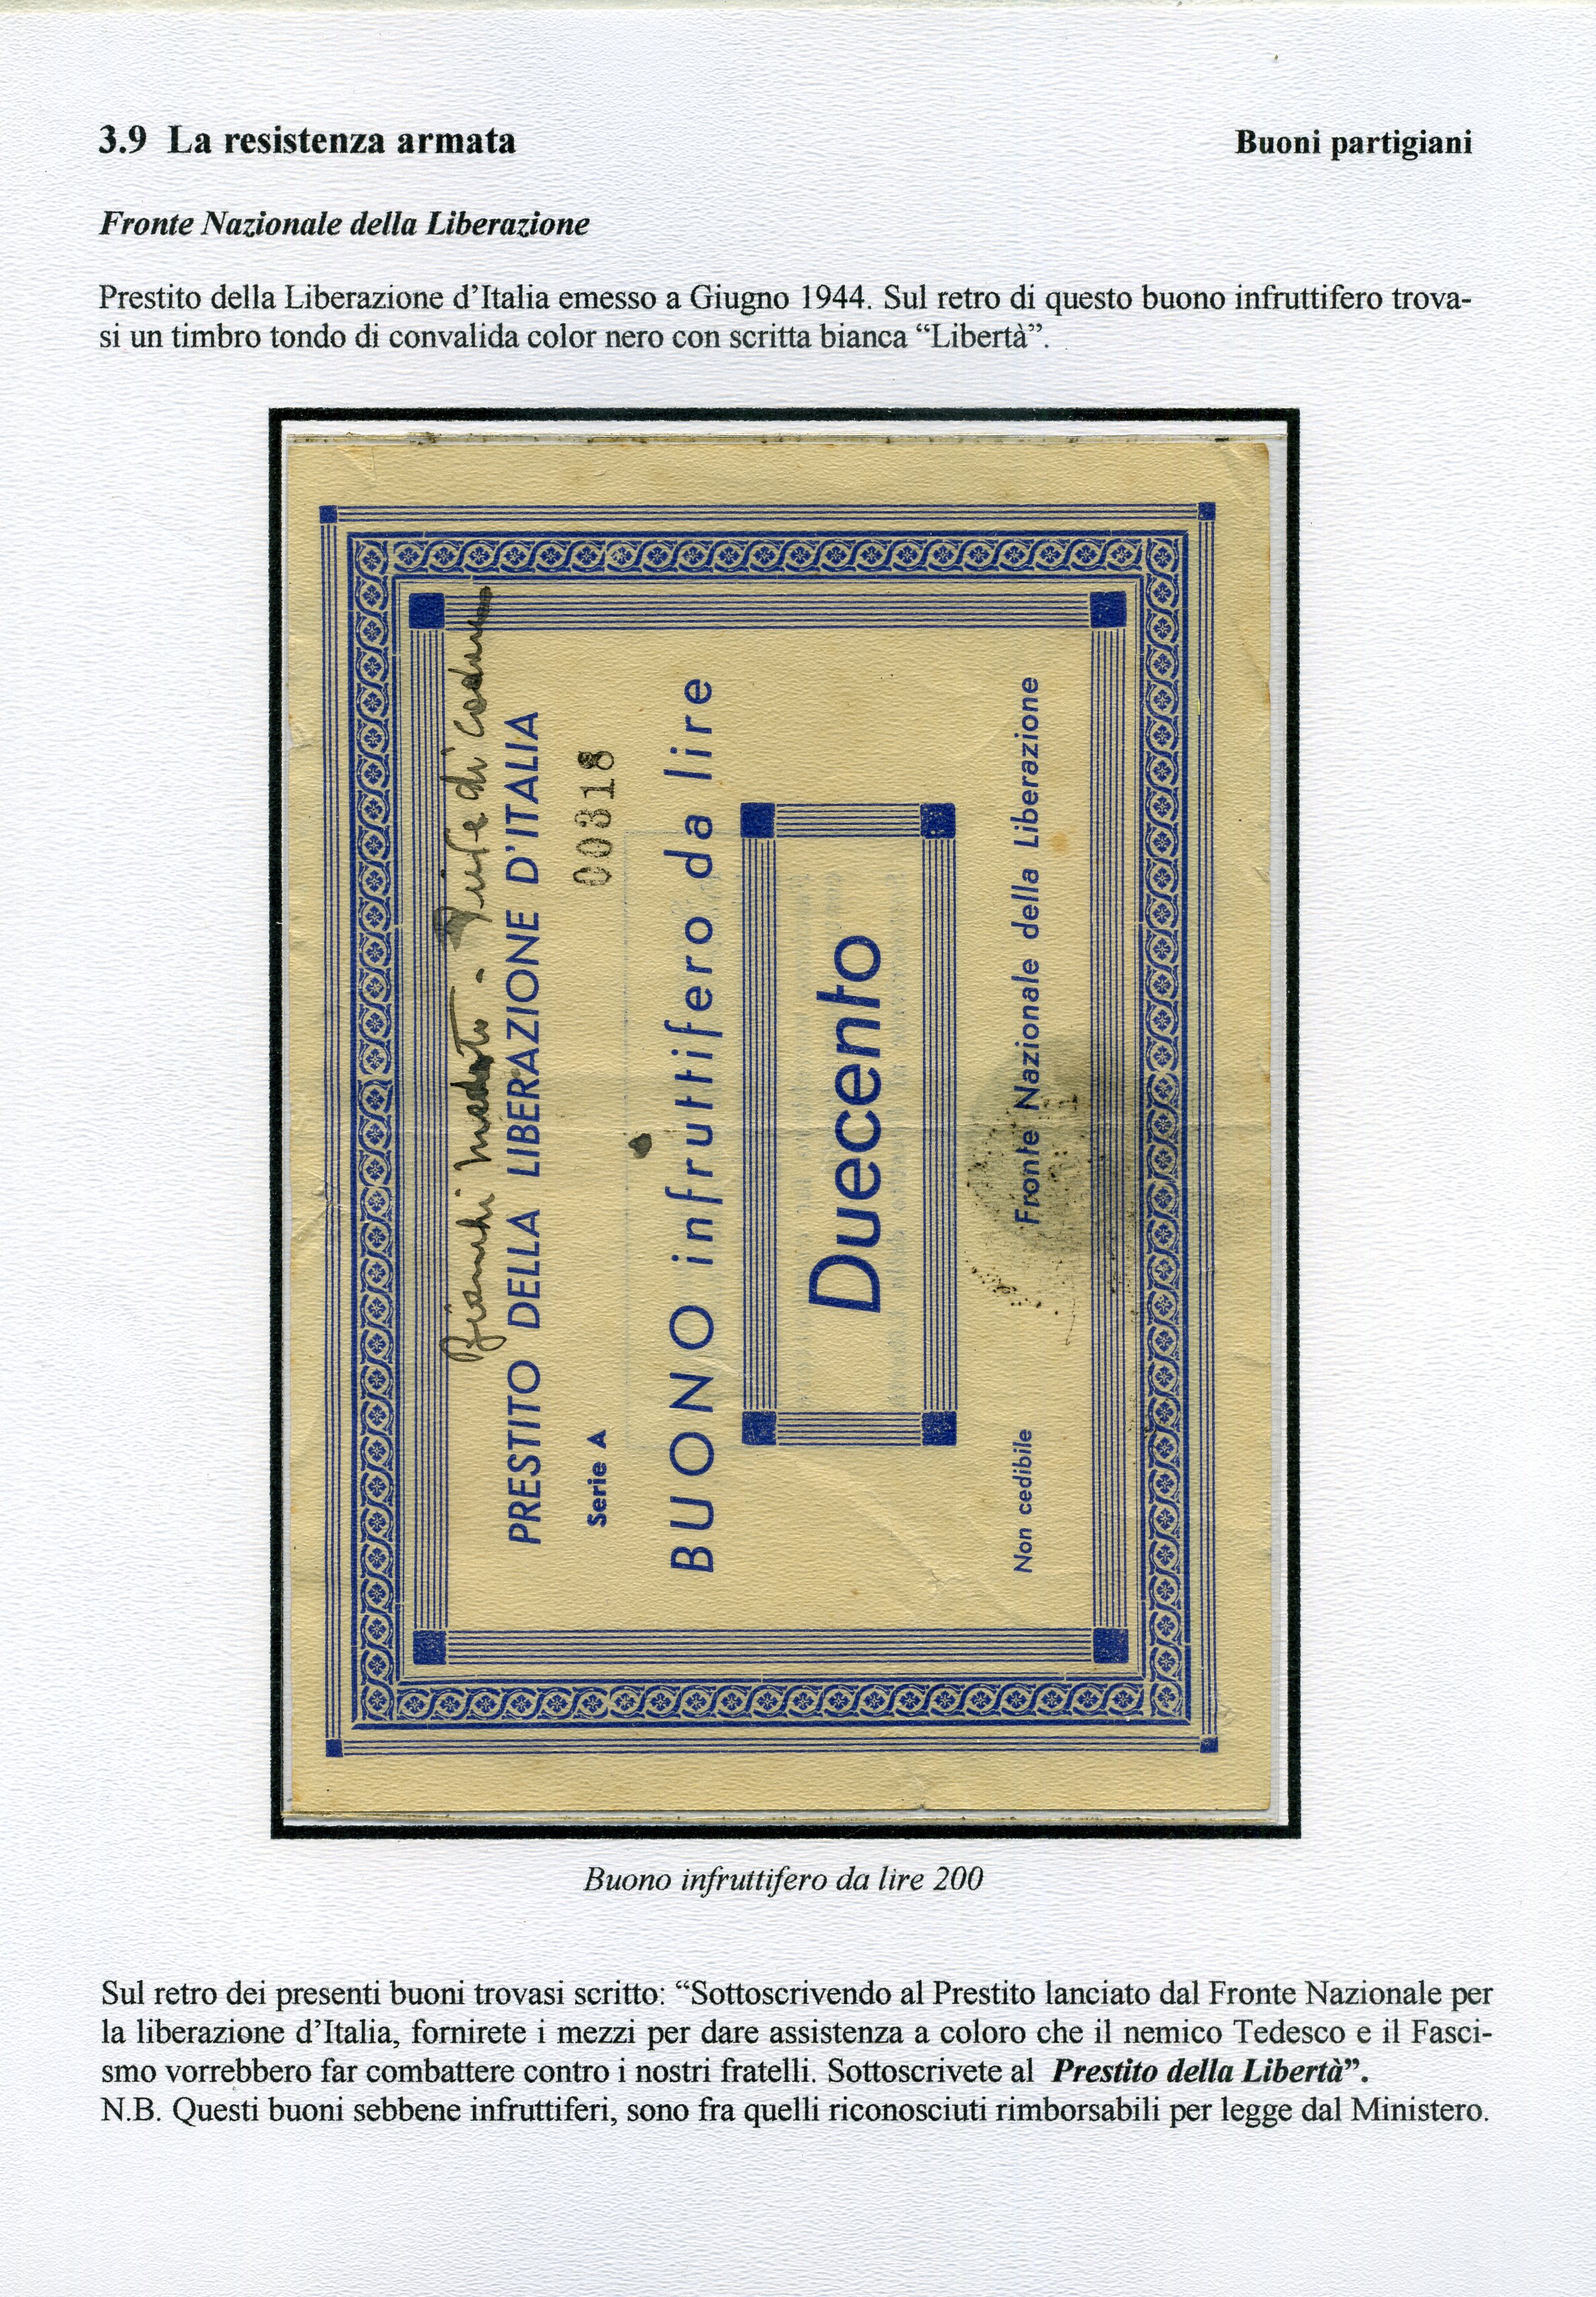 3.9 La resistenza armata
Buoni partigiani
Fronte Nazionale della Liberazione
Prestito della Liberazione d’Italia emesso a Giugno 1944. Sul retro di questo buono infruttifero trova-
si un timbro tondo di convalida color nero con scritta bianca “Libertà”.
Bianchi - di
PRESTITO DELLA LIBERAZIONE D'ITALIA
Serie A 00318
BUONO infruttifero da lire
Duecento
Non cedibile Fronte Nazionale della Liberazione
Buono infruttifero da lire 200
Sul retro dei presenti buoni trovasi scritto: “Sottoscrivendo al Prestito lanciato dal Fronte Nazionale per
la liberazione d’Italia, fornirete i mezzi per dare assistenza a coloro che il nemico Tedesco e il Fasci-
smo vorrebbero far combattere contro i nostri fratelli. Sottoscrivete al Prestito della Libertà”.
N.B. Questi buoni sebbene infruttiferi, sono fra quelli riconosciuti rimborsabili per legge dal Ministero.